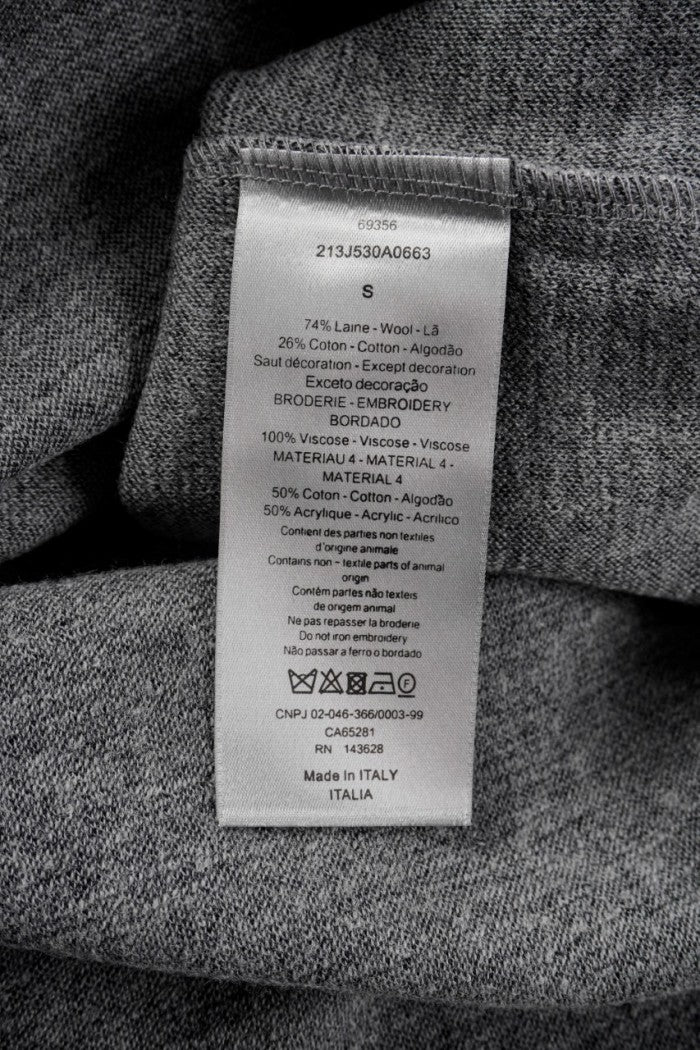 69356
213J530A0663
S
74% Laine - Wool - Lã
26% Coton - Cotton - Algodão
Saut décoration - Except decoration
Exceto decoração
BRODERIE - EMBROIDERY
BORDADO
100% Viscose - Viscose - Viscose
MATERIAU 4 - MATERIAL 4 -
MATERIAL 4
50% Coton - Cotton - Algodão
50% Acrylique - Acrylic - Acrílico
Contient des parties non textiles
d'origine animale
Contains non - textile parts of animal
origin
Contém partes não texteis
de origem animal
Ne pas repasser la broderie
Do not iron embroidery
Não passar a ferro o bordado
F
CNPJ 02-046-366/0003-99
CA65281
RN 143628
Made in ITALY
ITALIA